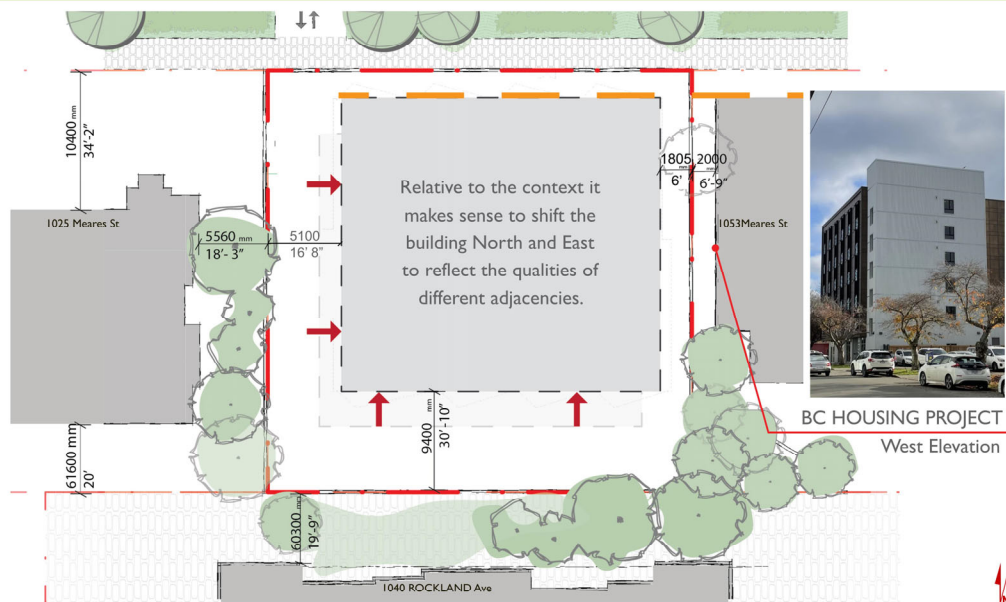 10400 mm
34'-2"
1025 Meares St
5560 mm
18'- 3"
5100
16' 8"
Relative to the context it
makes sense to shift the
building North and East
to reflect the qualities of
different adjacencies.
1805
6'
2000
6'-9"
1053Meares St
9400 mm
30' -10"
61600 mm
20'
60300 mm
19'-9"
1040 ROCKLAND Ave
BC HOUSING PROJECT
West Elevation